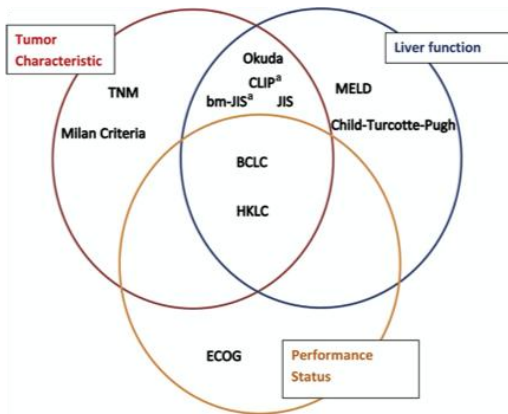 Tumor
Characteristic
Liver function
Okuda
CLIPa
bm-JISa JIS
TNM
Milan Criteria
MELD
Child-Turcotte-Pugh
BCLC
HKLC
ECOG
Performance
Status